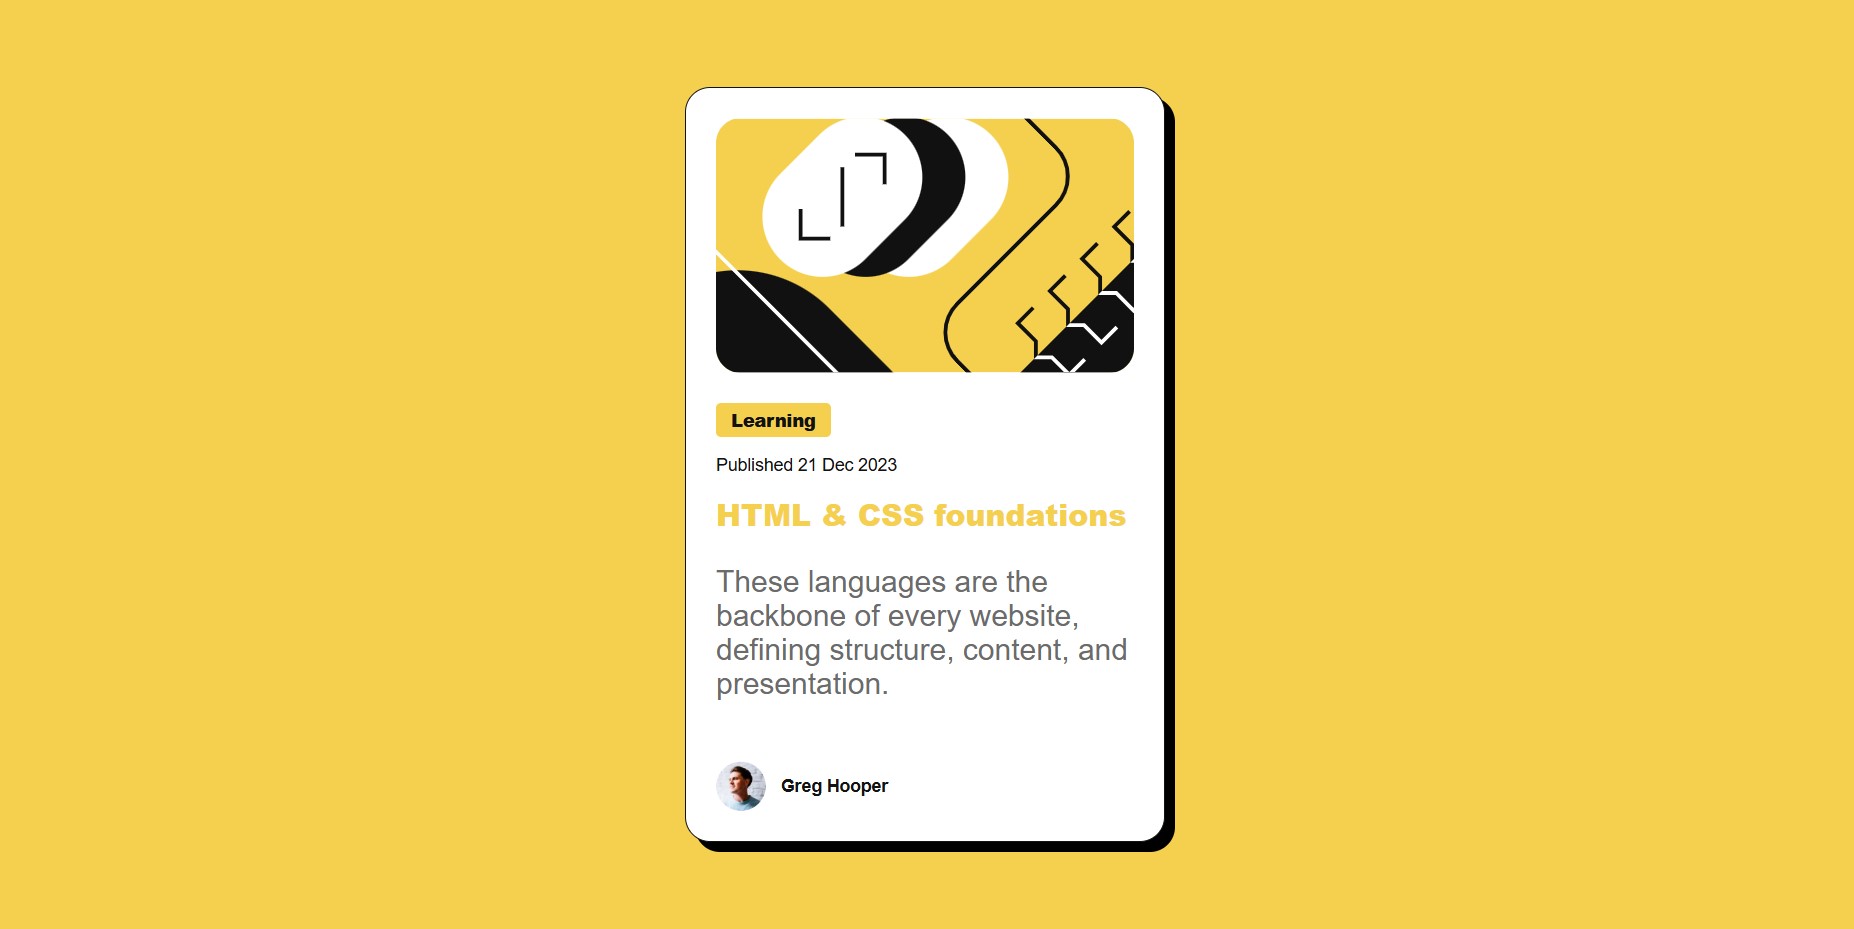 Learning
Published 21 Dec 2023
HTML & CSS foundations
These languages are the
backbone of every website,
defining structure, content, and
presentation.
Greg Hooper